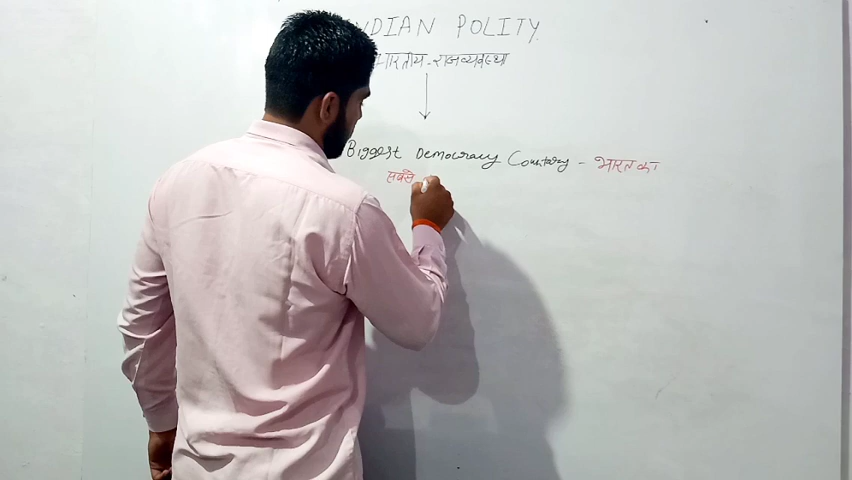 INDIAN POLITY
भारतीय-राजव्यवस्था
Biggest Democracy Country - भारत का
सबसे